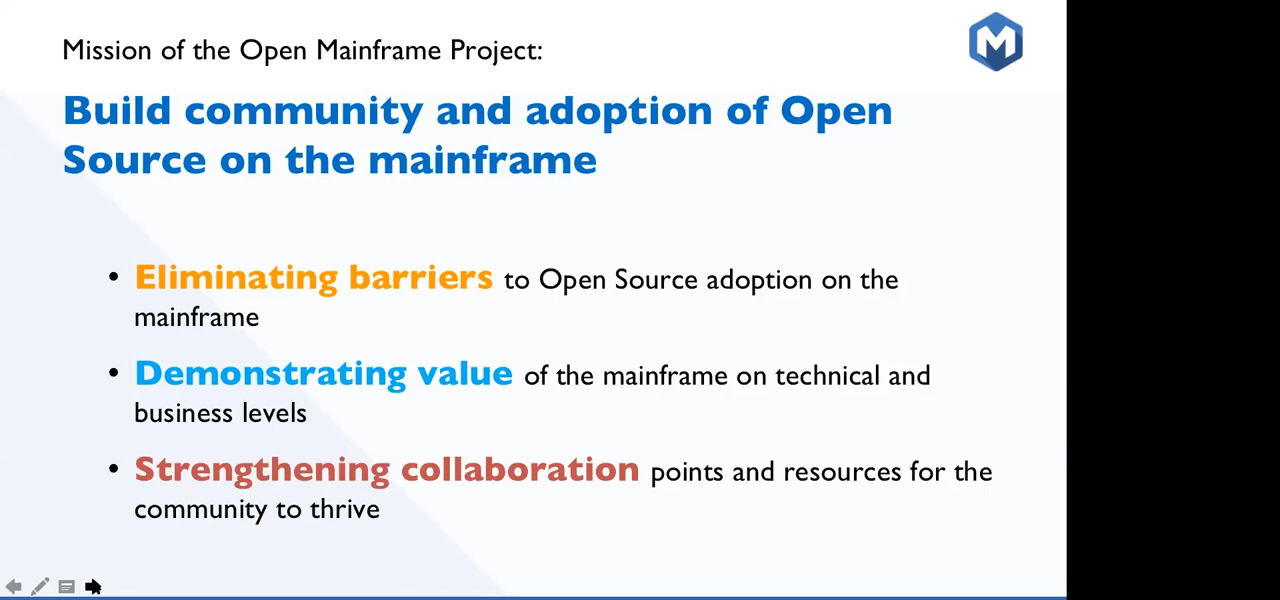 Mission of the Open Mainframe Project:
M
Build community and adoption of Open
Source on the mainframe
• Eliminating barriers to Open Source adoption on the
mainframe
• Demonstrating value of the mainframe on technical and
business levels
• Strengthening collaboration points and resources for the
community to thrive